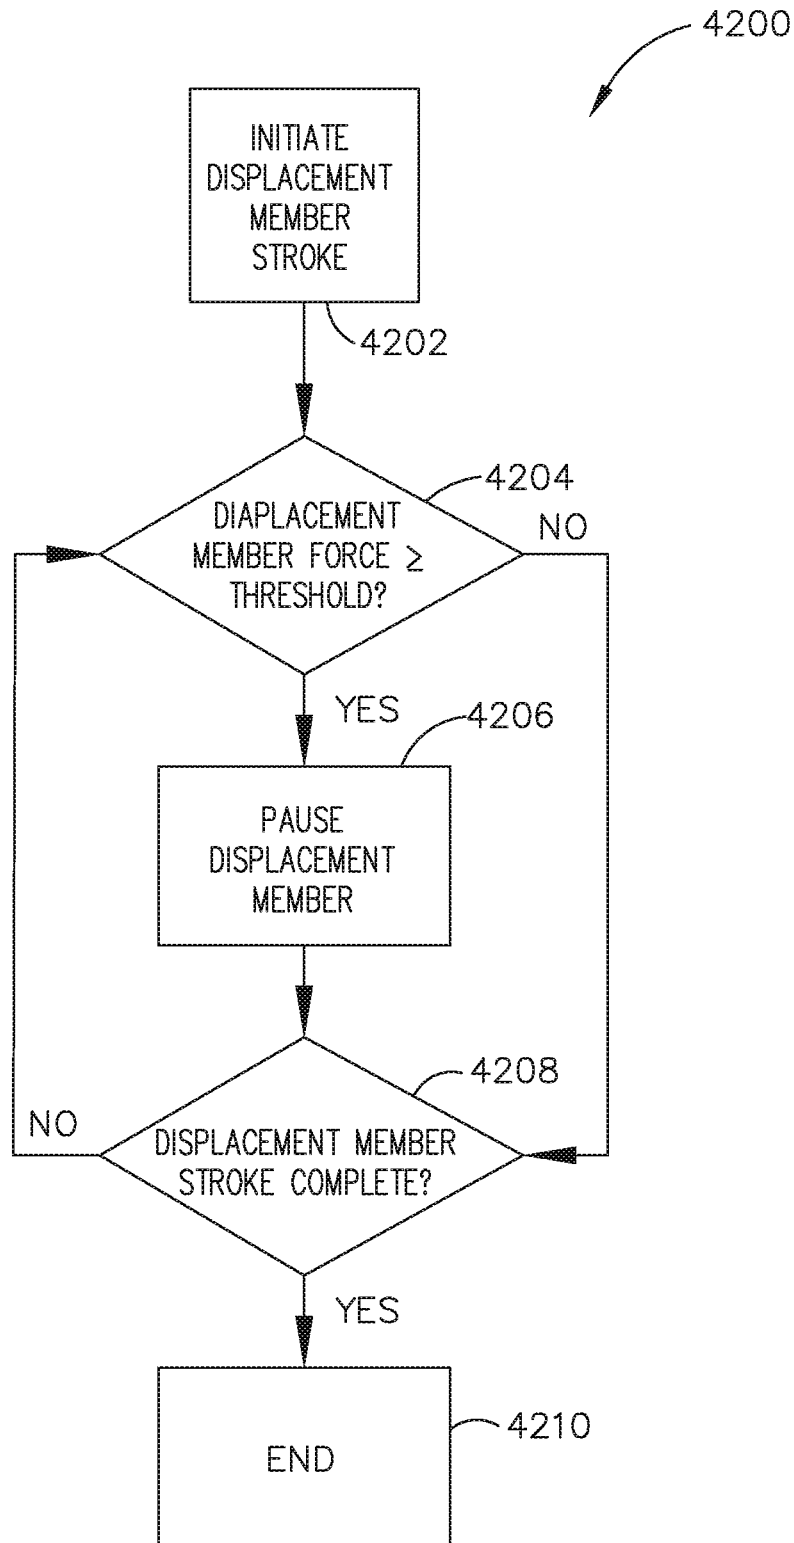 4200
INITIATE
DISPLACEMENT
MEMBER
STROKE
4202
4204
DIAPLACEMENT
MEMBER FORCE ≥
THRESHOLD?
NO
YES
4206
PAUSE
DISPLACEMENT
MEMBER
4208
NO
DISPLACEMENT MEMBER
STROKE COMPLETE?
YES
4210
END